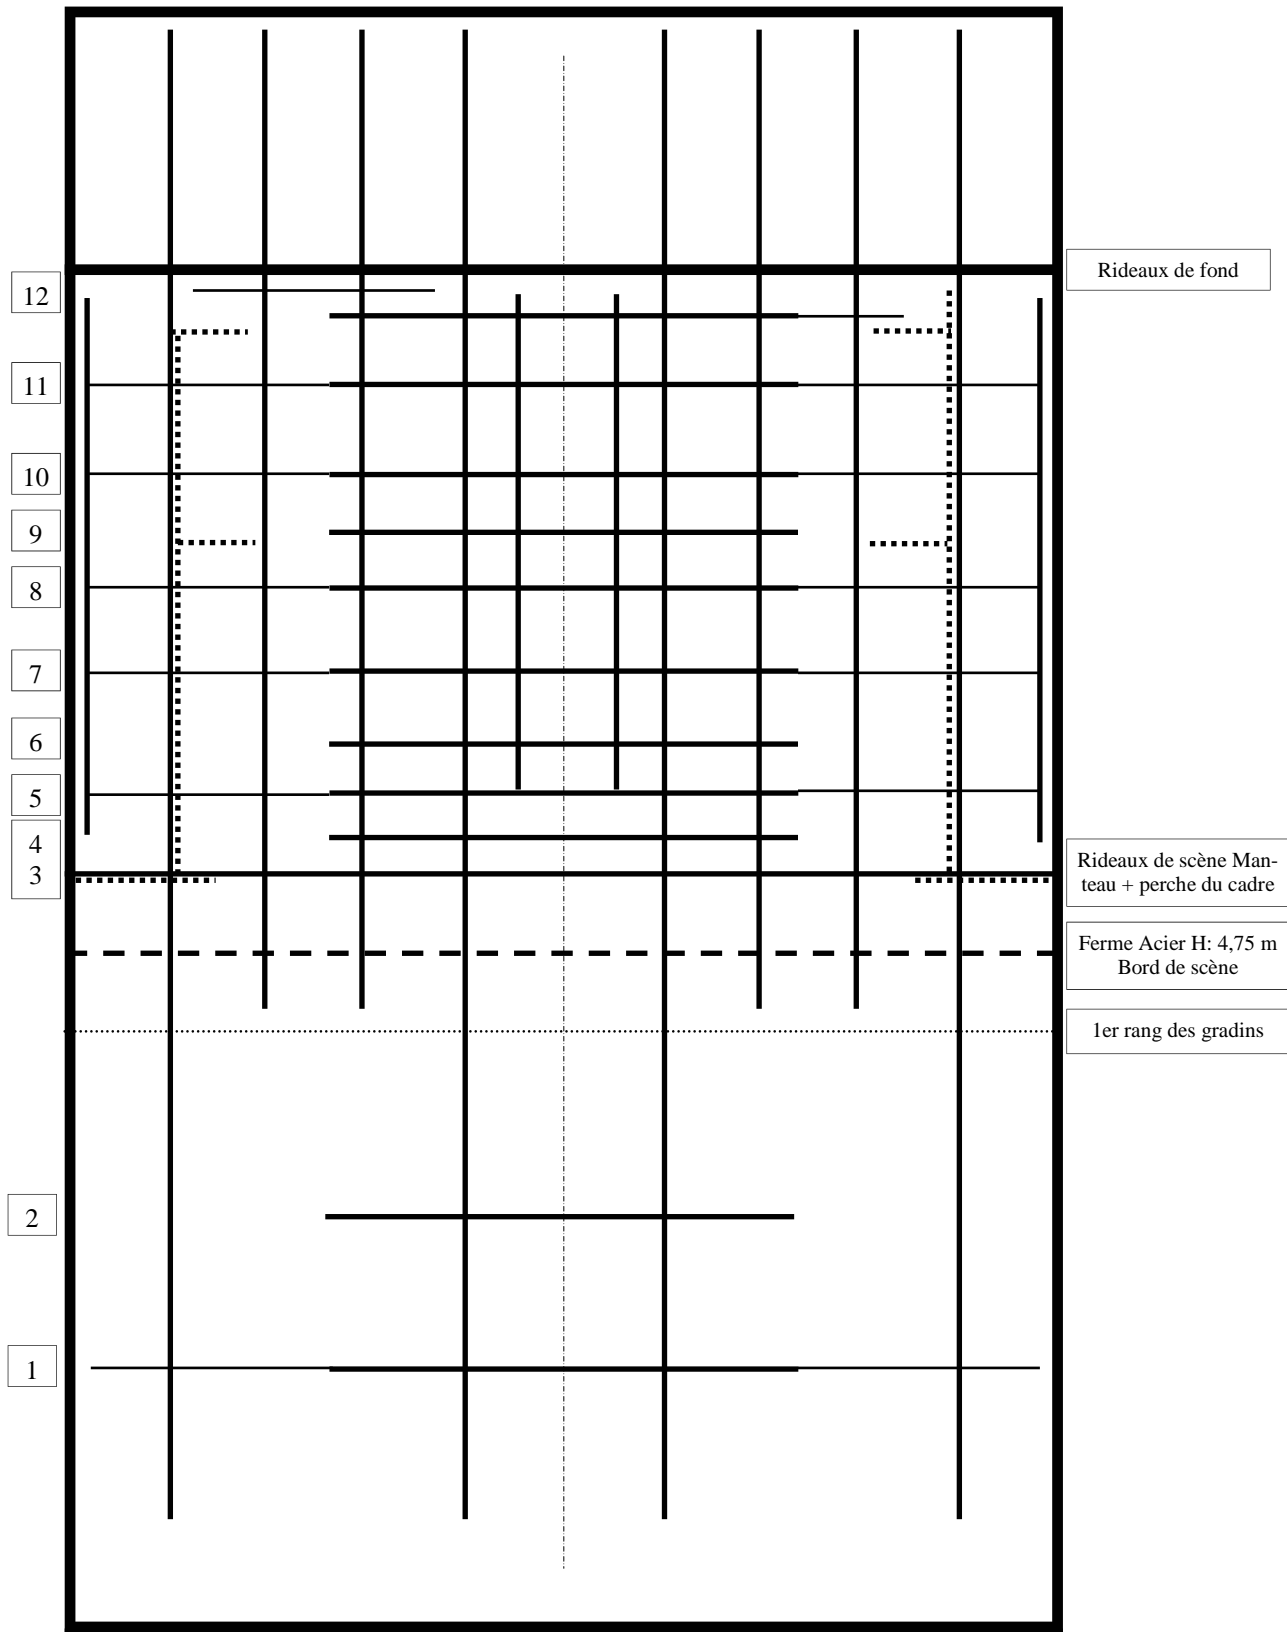 Rideaux de fond
12
11
10
9
8
7
6
5
4
3
Rideaux de scène Man-
teau + perche du cadre
Ferme Acier H: 4,75 m
Bord de scène
1er rang des gradins
2
1